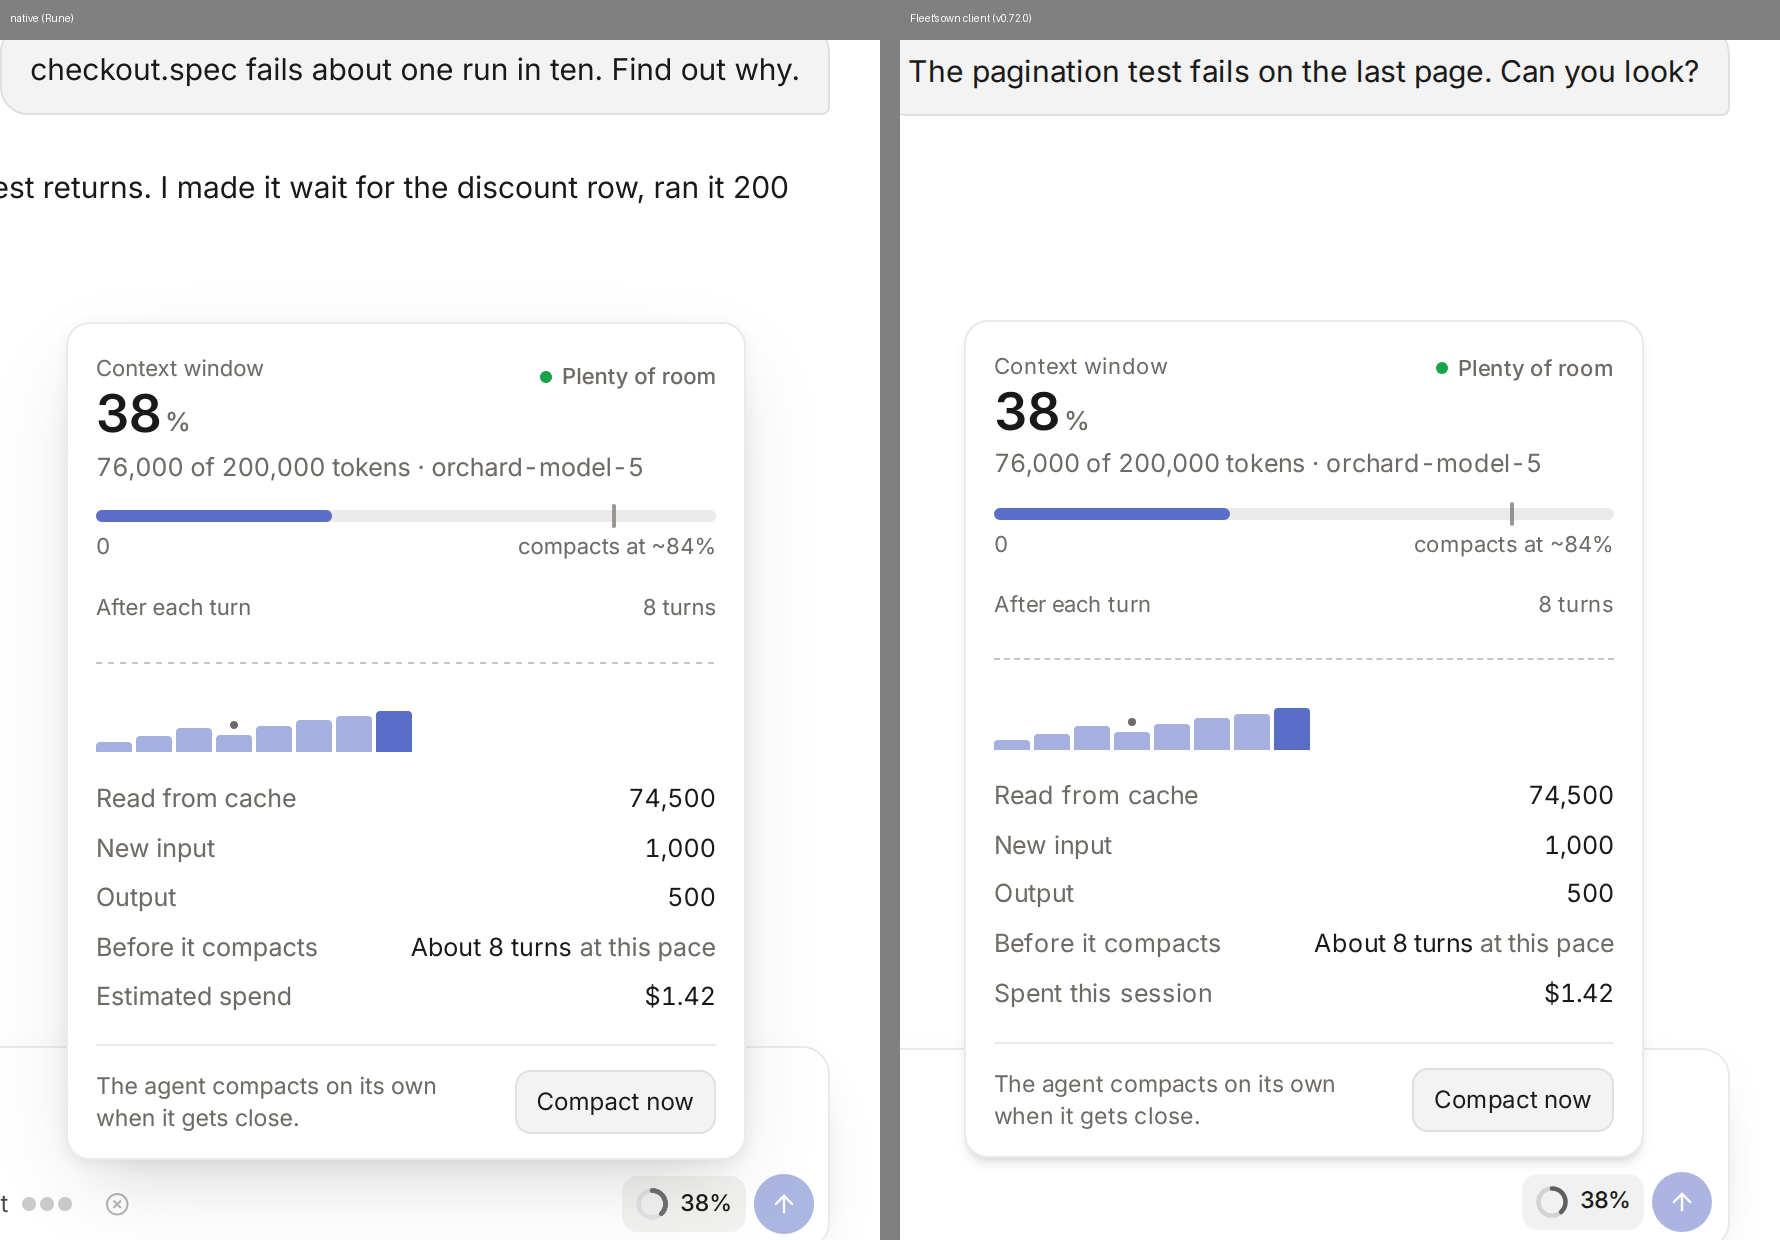 native (Rune)
checkout.spec fails about one run in ten. Find out why.
est returns. I made it wait for the discount row, ran it 200
Context window
Plenty of room
38%
76,000 of 200,000 tokens · orchard-model-5
0
compacts at ~84%
After each turn
8 turns
Read from cache
74,500
New input
1,000
Output
500
Before it compacts
About 8 turns at this pace
Estimated spend
$1.42
The agent compacts on its own
when it gets close.
Compact now
t
38%
Fleet's own client (v0.72.0)
The pagination test fails on the last page. Can you look?
Context window
Plenty of room
38%
76,000 of 200,000 tokens · orchard-model-5
0
compacts at ~84%
After each turn
8 turns
Read from cache
74,500
New input
1,000
Output
500
Before it compacts
About 8 turns at this pace
Spent this session
$1.42
The agent compacts on its own
when it gets close.
Compact now
38%